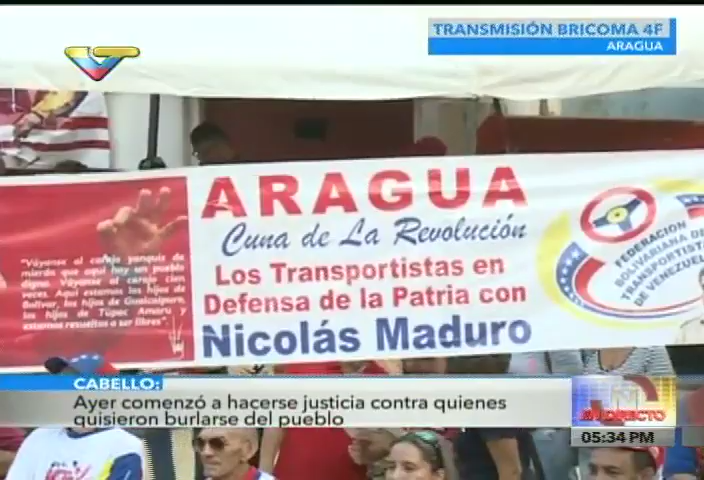 TRANSMISIÓN BRICOMA 4F
ARAGUA
VTV
ARAGUA
Cuna de La Revolución
Los Transportistas en
Defensa de la Patria con
Nicolás Maduro
"Váyanse al carajo yanquis de
mierda que aquí hay un pueblo
digno. Váyanse al carajo cien
veces. Aquí estamos los hijos de
Bolívar, los hijos de Guaicaipuro,
los hijos de Túpac Amaru y
estamos resueltos a ser libres".
FEDERACION
BOLIVARIANA DE
TRANSPORTISTAS
DE VENEZUELA
CABELLO:
Ayer comenzó a hacerse justicia contra quienes
quisieron burlarse del pueblo
EN DIRECTO
05:34 PM